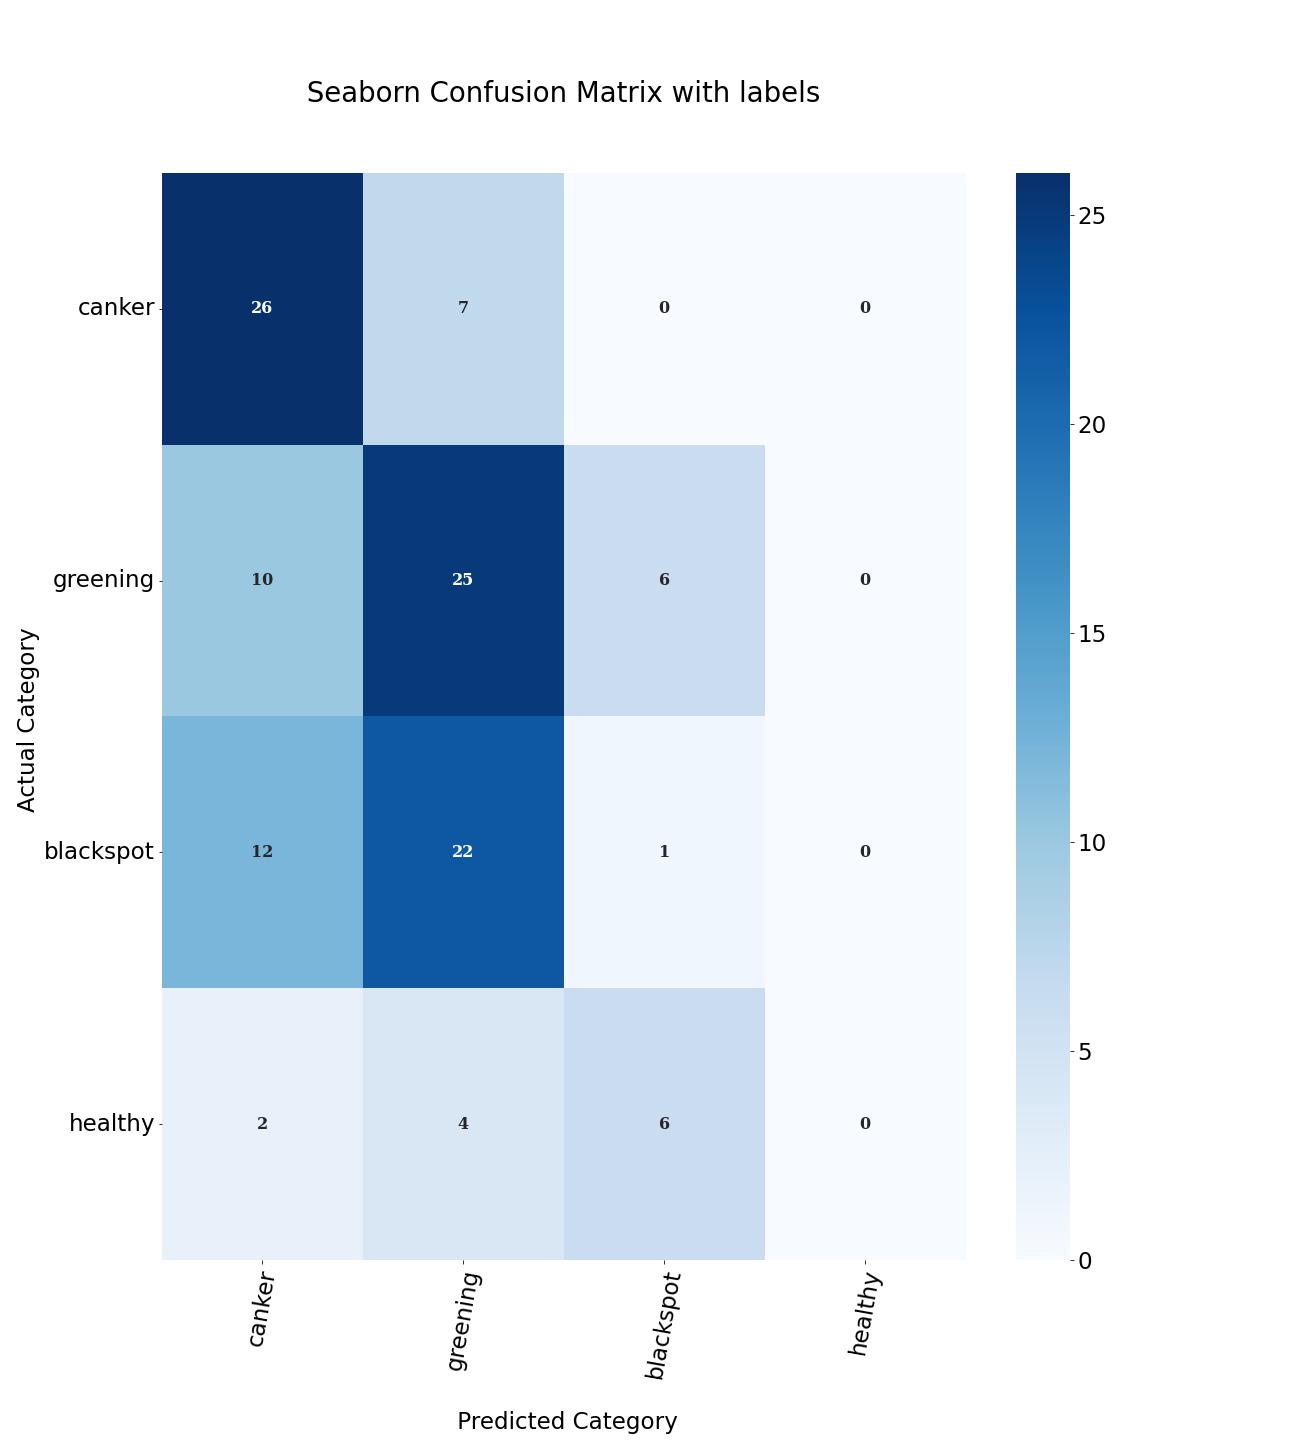 Seaborn Confusion Matrix with labels
canker 26 7 0 0
greening 10 25 6 0
blackspot 12 22 1 0
healthy 2 4 6 0
canker greening blackspot healthy
Predicted Category
Actual Category
25
20
15
10
5
0